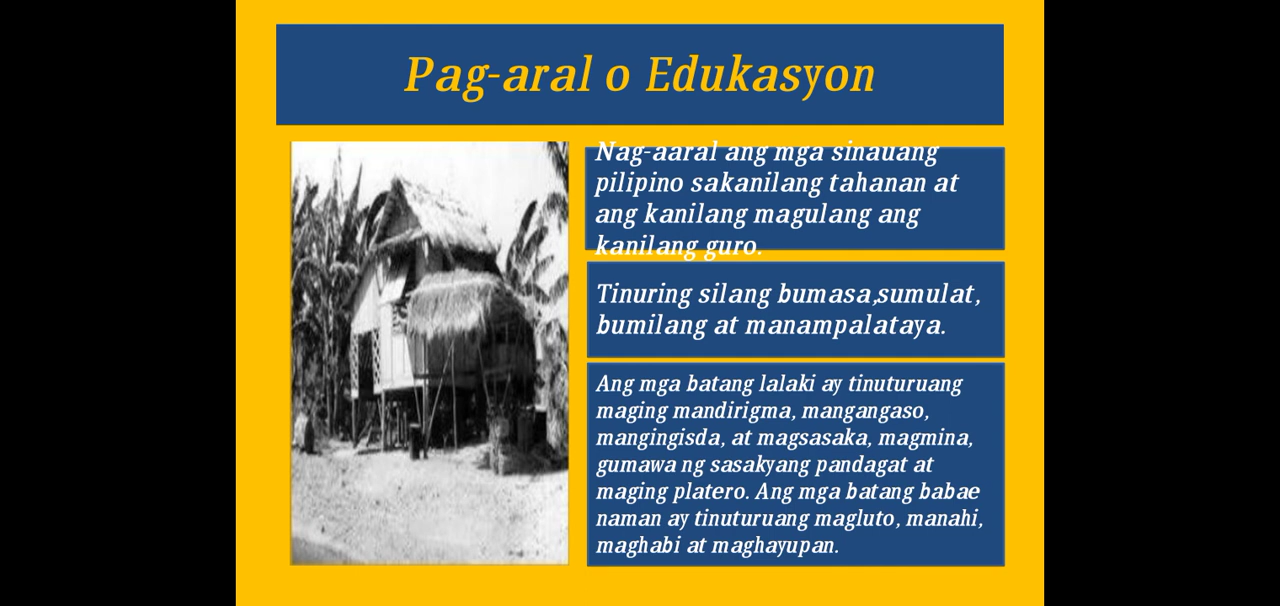 Pag-aral o Edukasyon
Nag-aaral ang mga sinauang
pilipino sakanilang tahanan at
ang kanilang magulang ang
kanilang guro.
Tinuring silang bumasa,sumulat,
bumilang at manampalataya.
Ang mga batang lalaki ay tinuturuang
maging mandirigma, mangangaso,
mangingisda, at magsasaka, magmina,
gumawa ng sasakyang pandagat at
maging platero. Ang mga batang babae
naman ay tinuturuang magluto, manahi,
maghabi at maghayupan.